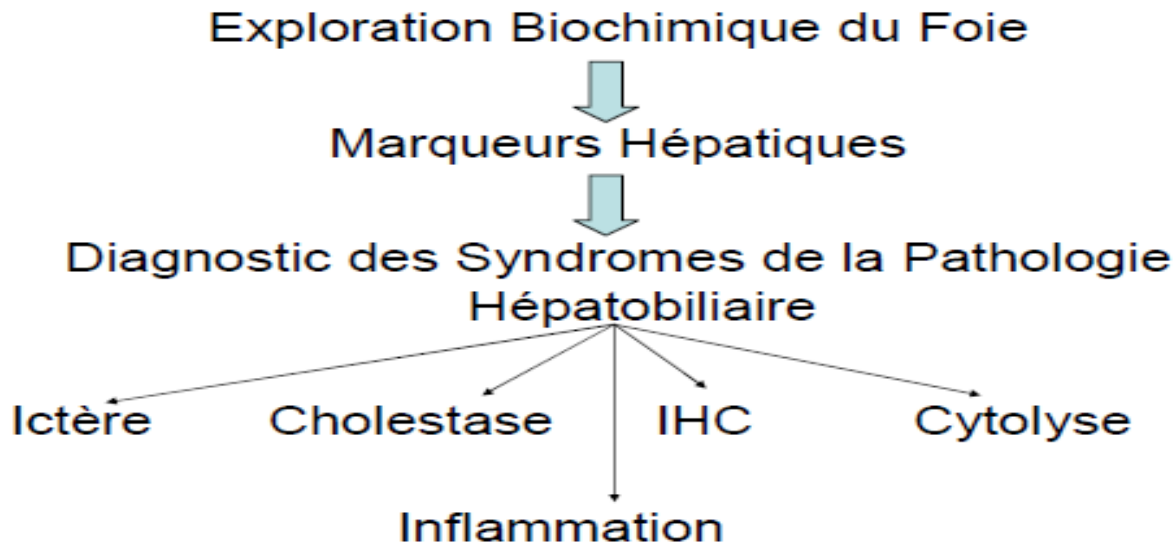 Exploration Biochimique du Foie
Marqueurs Hépatiques
Diagnostic des Syndromes de la Pathologie
Hépatobiliaire
Ictère Cholestase IHC Cytolyse
Inflammation